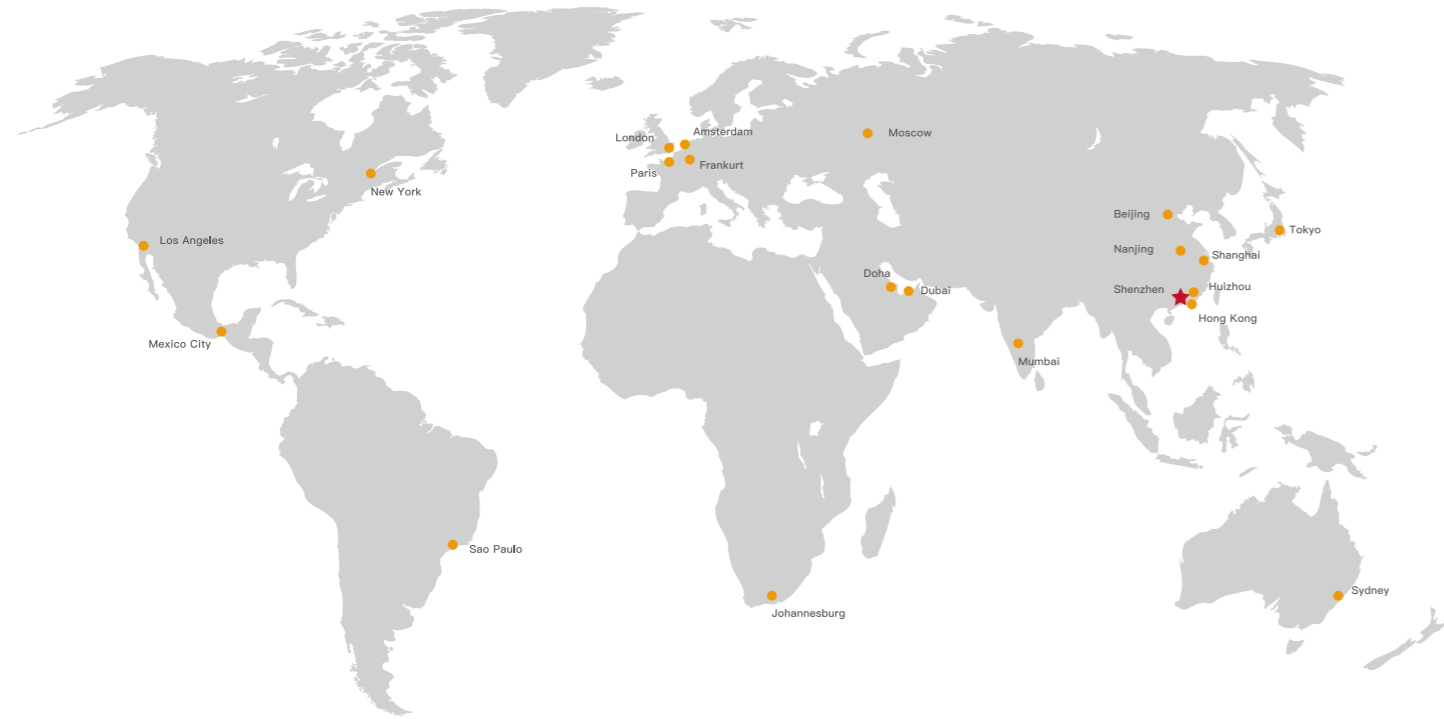 Amsterdam
London
Moscow
Frankurt
Paris
New York
Beijing
Tokyo
Los Angeles
Nanjing
Shanghai
Doha
Shenzhen
Huizhou
Dubai
Hong Kong
Mexico City
Mumbai
Sao Paulo
Sydney
Johannesburg